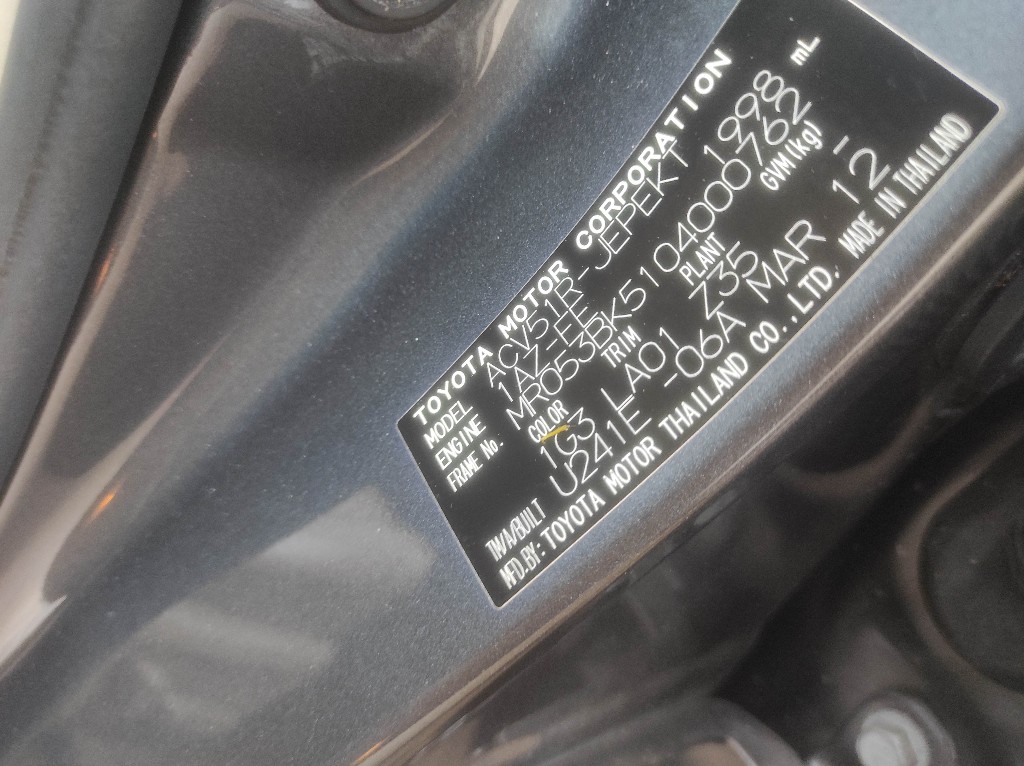 TOYOTA MOTOR CORPORATION
MODEL ACV51R-JEPEKT 1998 mL
ENGINE 1AZ-FE
FRAME No. MR053BK5104000762
COLOR TRIM PLANT GVM(kg)
1G3 LA01 Z35 -
TM/A/BUILT U241E -06A MAR 12
MFD.BY: TOYOTA MOTOR THAILAND CO.,LTD. MADE IN THAILAND